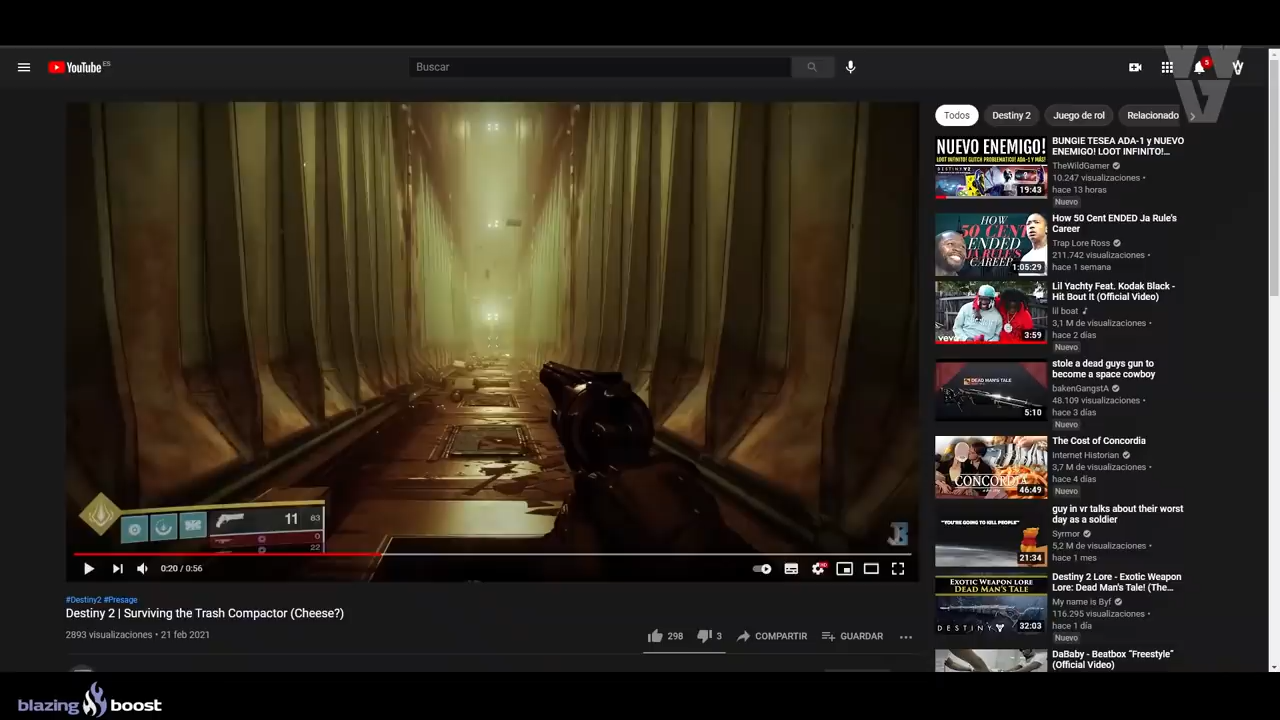 YouTube ES
Buscar
5
WG
Todos
Destiny 2
Juego de rol
Relacionado
NUEVO ENEMIGO!
19:43
BUNGIE TESEA ADA-1 y NUEVO
ENEMIGO! LOOT INFINITO!...
TheWildGamer
10.247 visualizaciones •
hace 13 horas
Nuevo
HOW
50 CENT
ENDED
JA RULE'S
CAREER
1:05:29
How 50 Cent ENDED Ja Rule's
Career
Trap Lore Ross
211.742 visualizaciones •
hace 1 semana
vevo
3:59
Lil Yachty Feat. Kodak Black -
Hit Bout It (Official Video)
lil boat
3,1 M de visualizaciones •
hace 2 días
Nuevo
DEAD MAN'S TALE
5:10
stole a dead guys gun to
become a space cowboy
bakenGangstA
48.109 visualizaciones •
hace 3 días
Nuevo
CONCORDIA
46:49
The Cost of Concordia
Internet Historian
3,7 M de visualizaciones •
hace 4 días
Nuevo
"YOU'RE GOING TO KILL PEOPLE"
21:34
guy in vr talks about their worst
day as a soldier
Syrmor
5,2 M de visualizaciones •
hace 1 mes
EXOTIC WEAPON LORE
DEAD MAN'S TALE
DESTINY
32:03
Destiny 2 Lore - Exotic Weapon
Lore: Dead Man's Tale! (The...
My name is Byf
116.295 visualizaciones •
hace 1 día
Nuevo
DaBaby - Beatbox “Freestyle”
(Official Video)
11 83
0
22
JB
0:20 / 0:56
HD
#Destiny2 #Presage
Destiny 2 | Surviving the Trash Compactor (Cheese?)
2893 visualizaciones • 21 feb 2021
298
3
COMPARTIR
GUARDAR
blazing boost